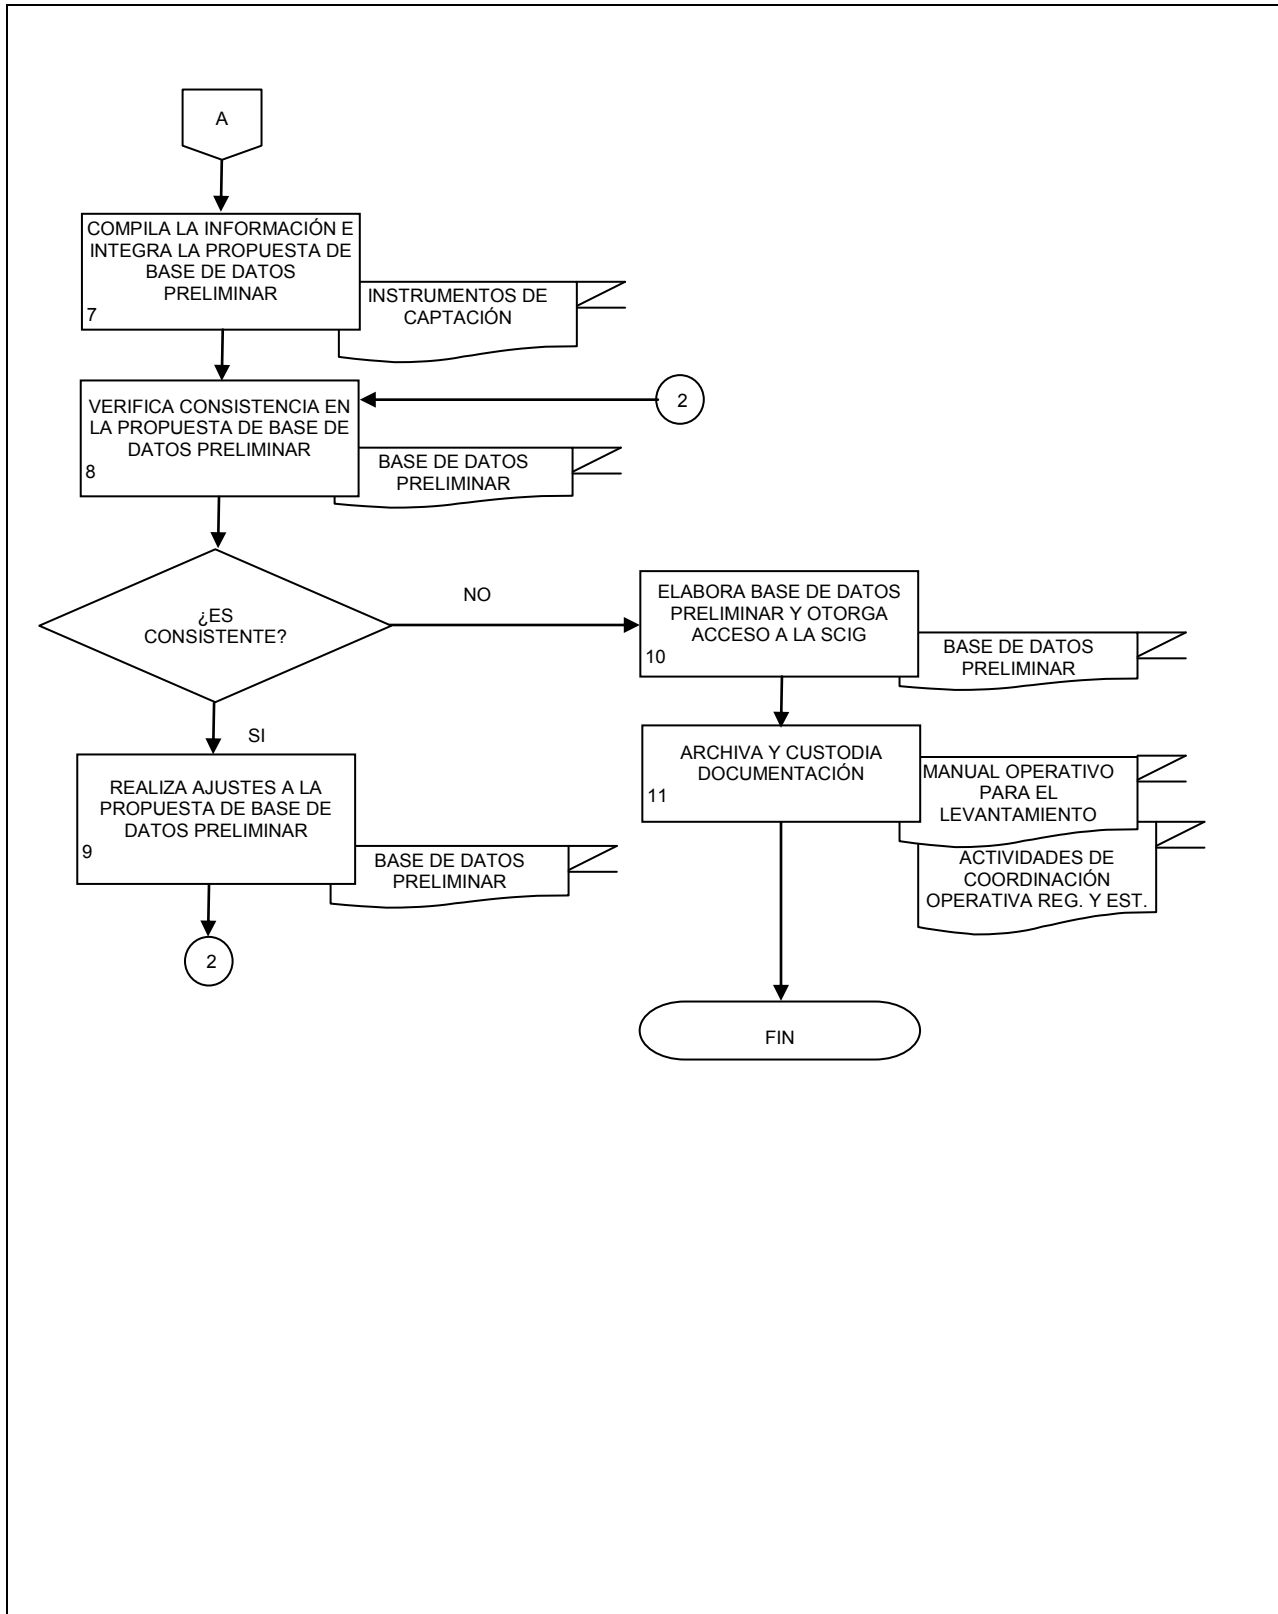 A
COMPILA LA INFORMACIÓN E
INTEGRA LA PROPUESTA DE
BASE DE DATOS
PRELIMINAR
7
INSTRUMENTOS DE
CAPTACIÓN
VERIFICA CONSISTENCIA EN
LA PROPUESTA DE BASE DE
DATOS PRELIMINAR
8
2
BASE DE DATOS
PRELIMINAR
¿ES
CONSISTENTE?
NO
SI
REALIZA AJUSTES A LA
PROPUESTA DE BASE DE
DATOS PRELIMINAR
9
BASE DE DATOS
PRELIMINAR
2
ELABORA BASE DE DATOS
PRELIMINAR Y OTORGA
ACCESO A LA SCIG
10
BASE DE DATOS
PRELIMINAR
ARCHIVA Y CUSTODIA
DOCUMENTACIÓN
11
MANUAL OPERATIVO
PARA EL
LEVANTAMIENTO
ACTIVIDADES DE
COORDINACIÓN
OPERATIVA REG. Y EST.
FIN